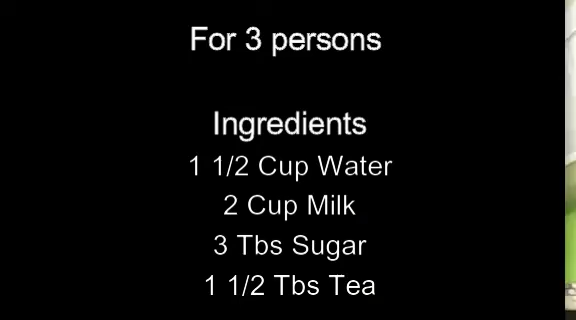 For 3 persons
Ingredients
1 1/2 Cup Water
2 Cup Milk
3 Tbs Sugar
1 1/2 Tbs Tea